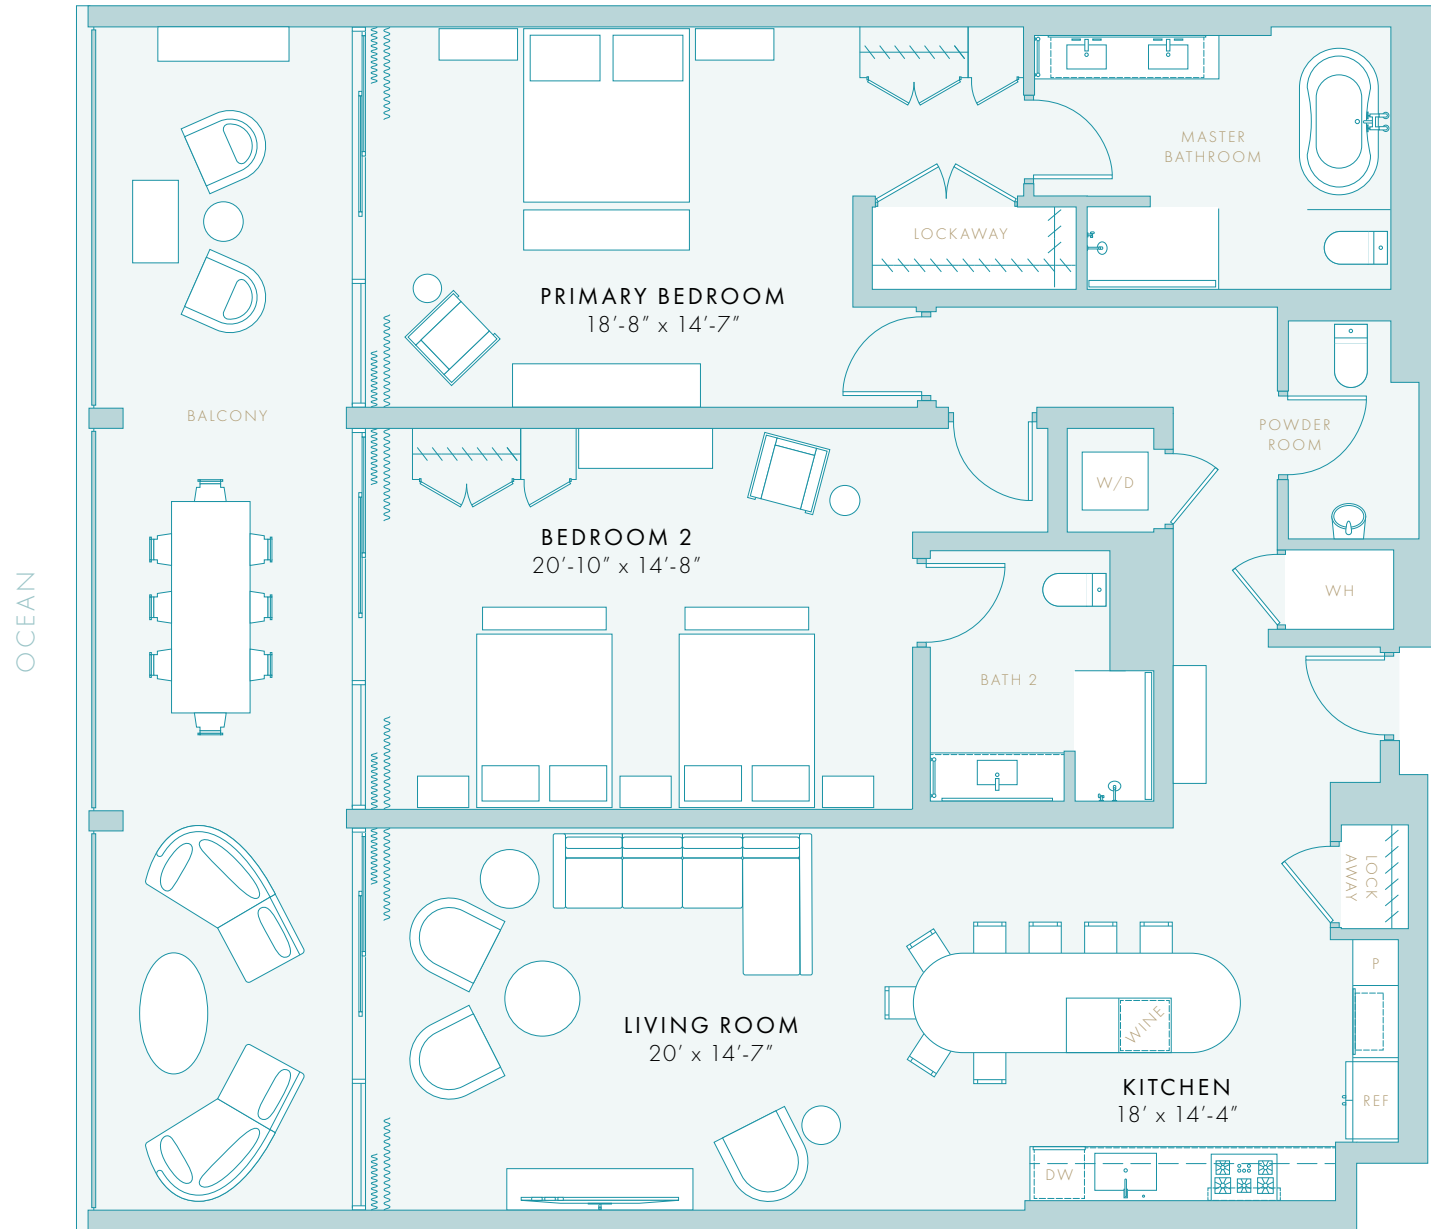 MASTER
BATHROOM
LOCKAWAY
PRIMARY BEDROOM
18’-8” x 14’-7”
BALCONY
POWDER
ROOM
W/D
BEDROOM 2
20’-10” x 14’-8”
OCEAN
WH
BATH 2
LOCK
AWAY
P
WINE
LIVING ROOM
20’ x 14’-7”
KITCHEN
18’ x 14’-4”
REF
DW